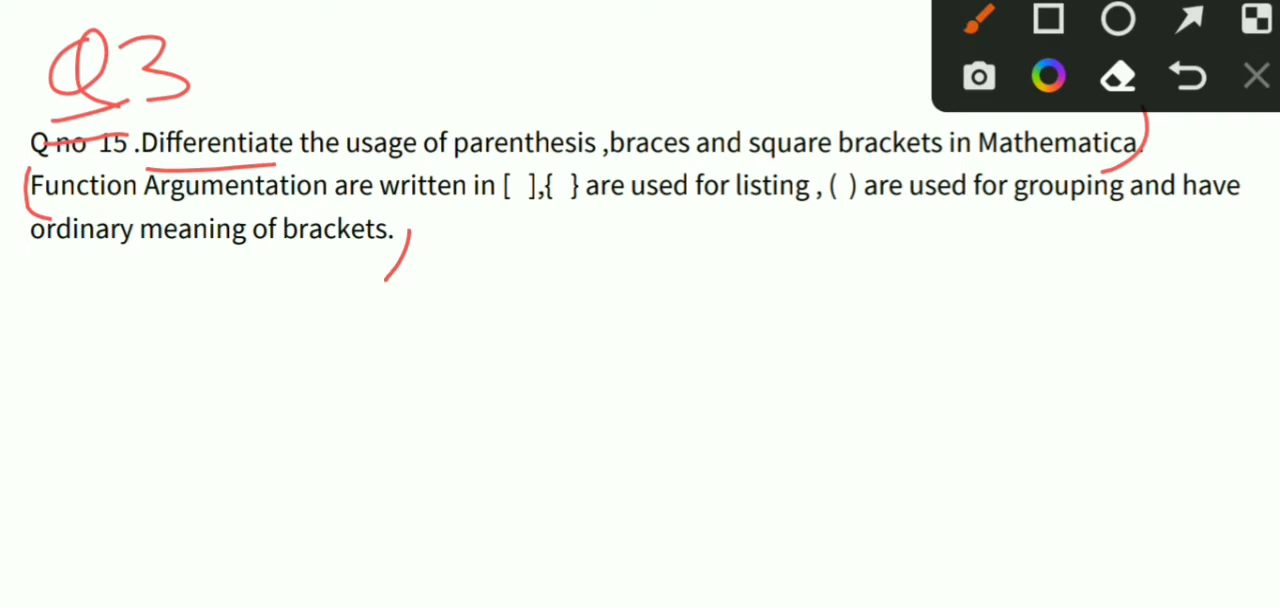 Q3
Q no 15 .Differentiate the usage of parenthesis ,braces and square brackets in Mathematica.
Function Argumentation are written in [ ],{ } are used for listing , ( ) are used for grouping and have
ordinary meaning of brackets.